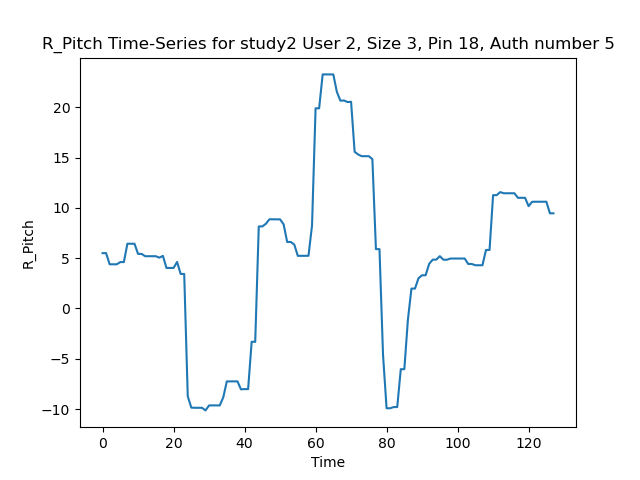 R_Pitch Time-Series for study2 User 2, Size 3, Pin 18, Auth number 5
20
15
10
5
0
−5
−10
R_Pitch
0 20 40 60 80 100 120
Time